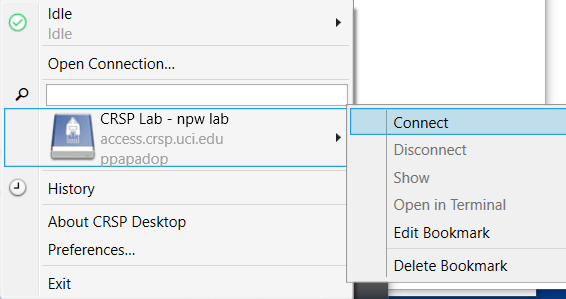 Idle
Idle
Open Connection...
CRSP Lab - npw lab
access.crsp.uci.edu
ppapadop
Connect
Disconnect
Show
Open in Terminal
Edit Bookmark
Delete Bookmark
History
About CRSP Desktop
Preferences...
Exit